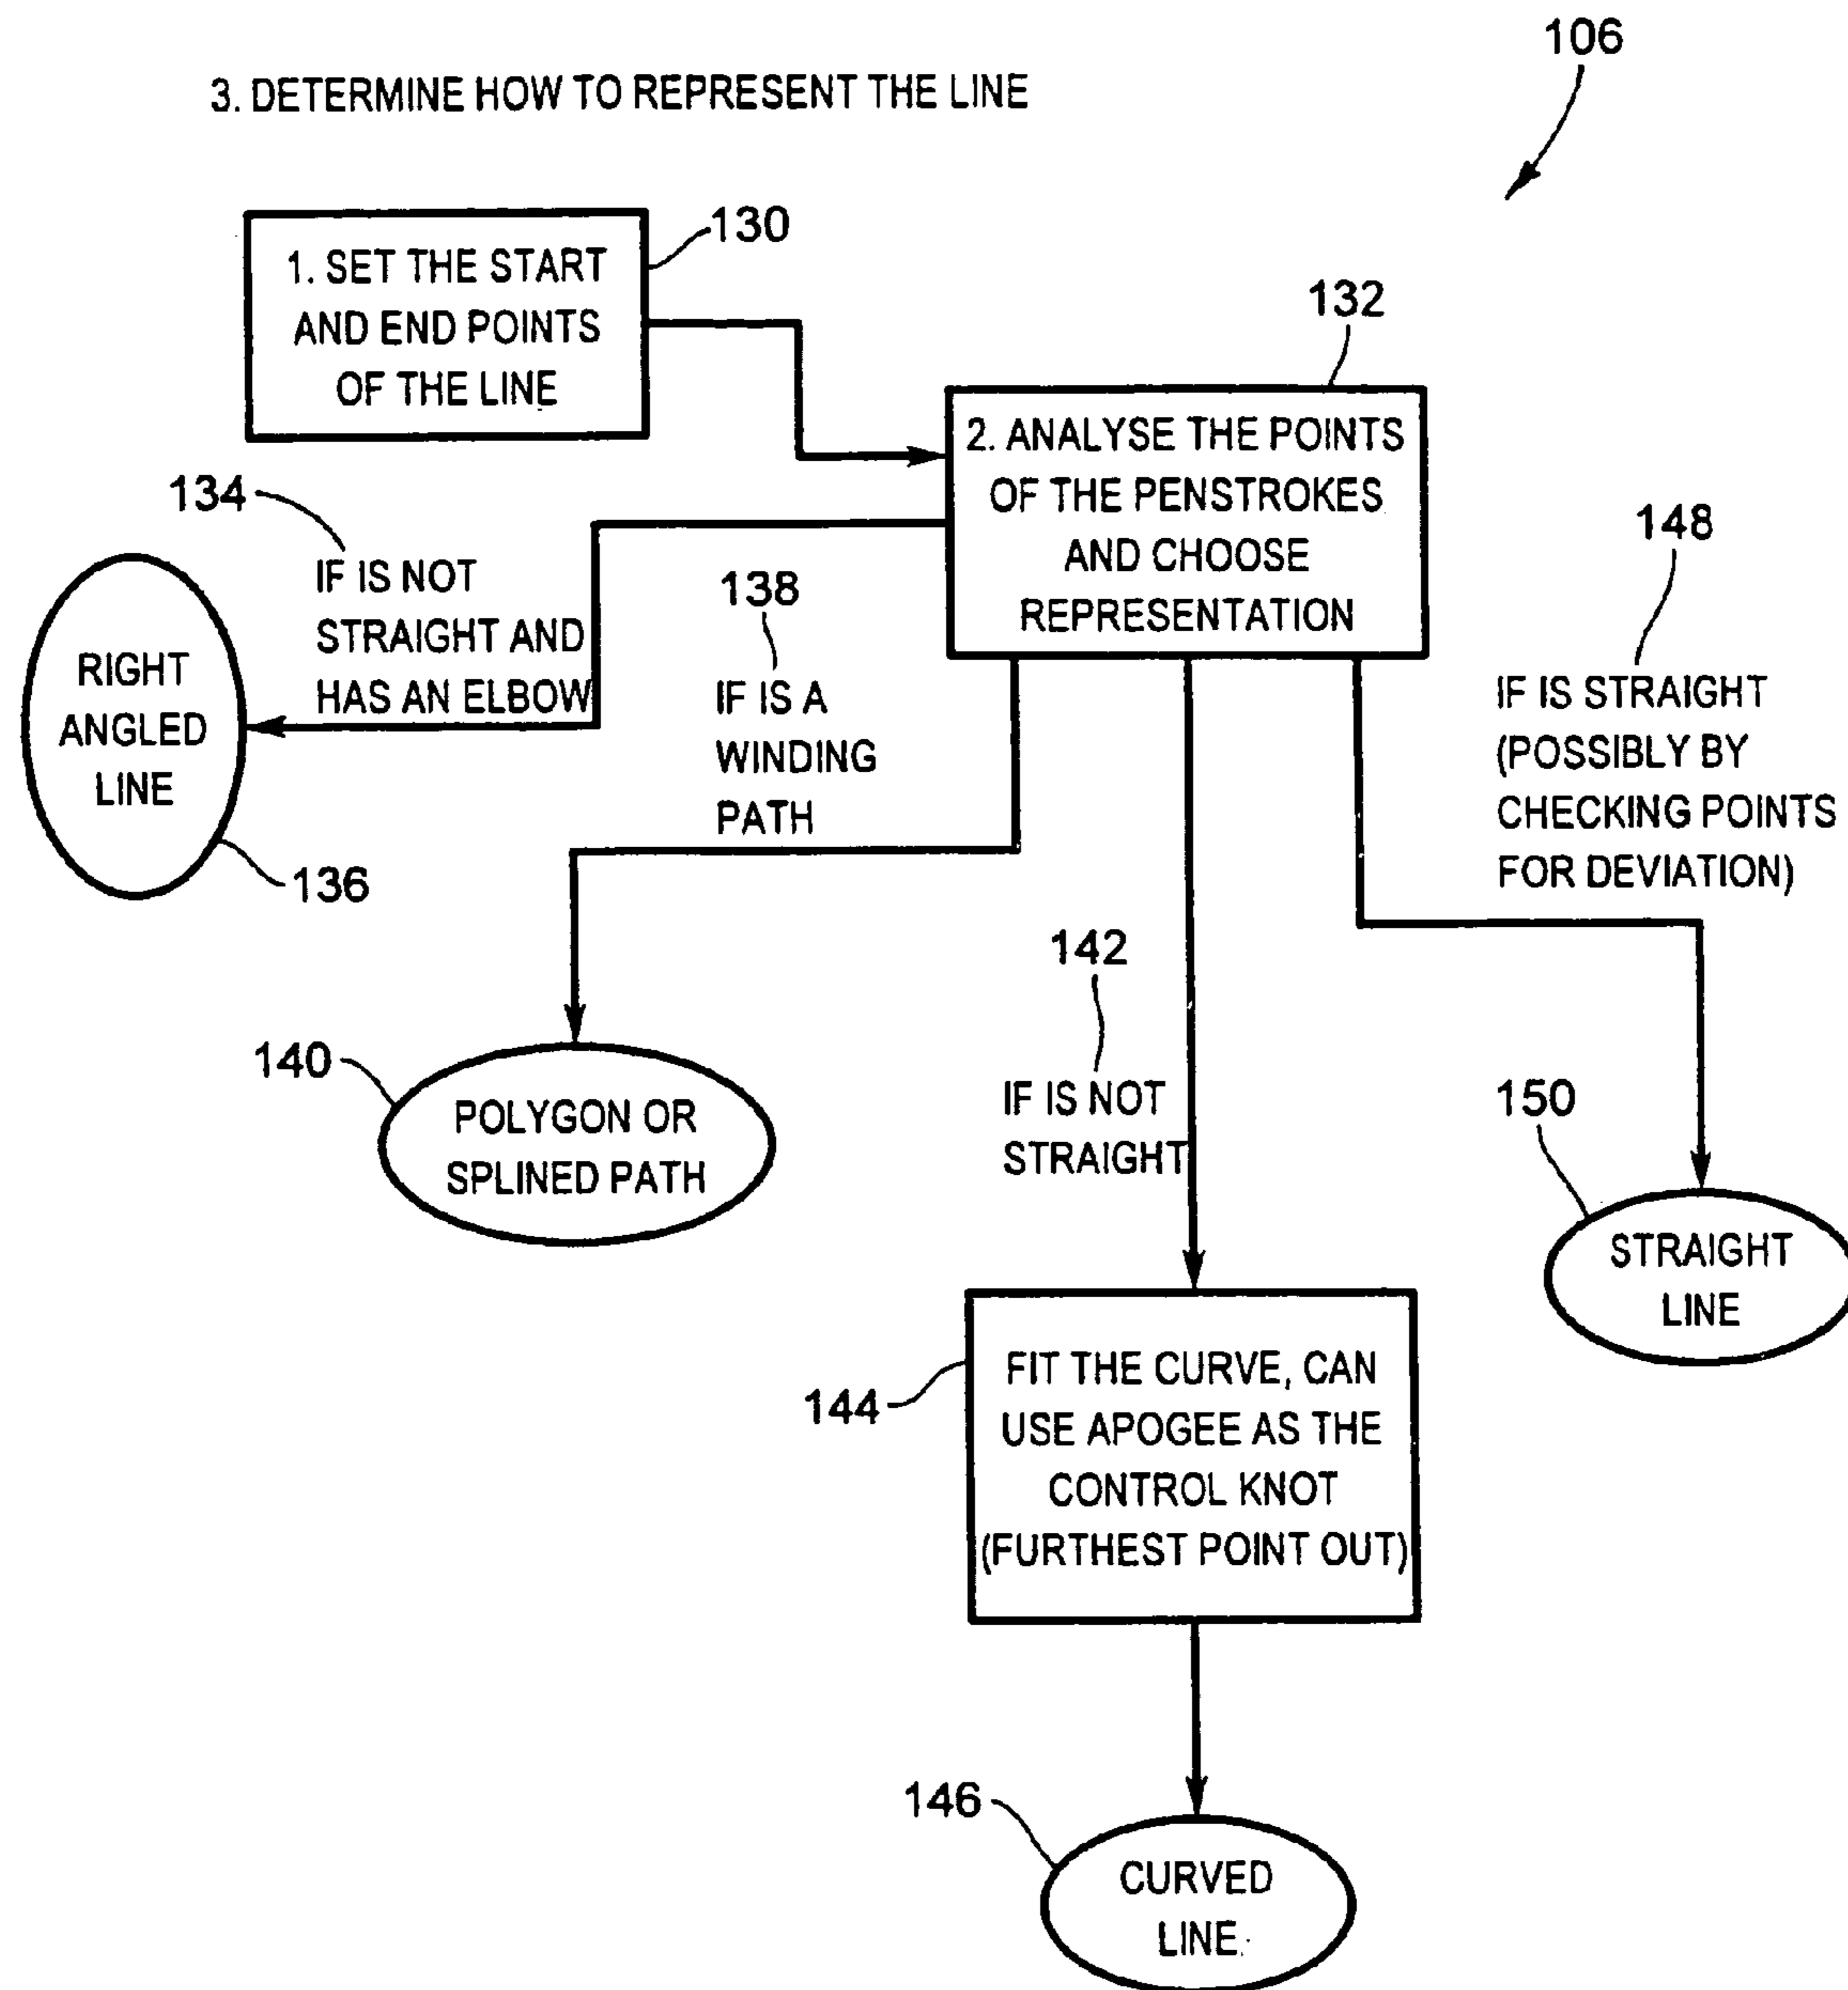 106
3. DETERMINE HOW TO REPRESENT THE LINE
130
1. SET THE START
AND END POINTS
OF THE LINE
132
2. ANALYSE THE POINTS
OF THE PENSTROKES
AND CHOOSE
REPRESENTATION
134
IF IS NOT
STRAIGHT AND
HAS AN ELBOW
RIGHT
ANGLED
LINE
136
138
IF IS A
WINDING
PATH
148
IF IS STRAIGHT
(POSSIBLY BY
CHECKING POINTS
FOR DEVIATION)
140
POLYGON OR
SPLINED PATH
142
IF IS NOT
STRAIGHT
150
STRAIGHT
LINE
144
FIT THE CURVE, CAN
USE APOGEE AS THE
CONTROL KNOT
(FURTHEST POINT OUT)
146
CURVED
LINE